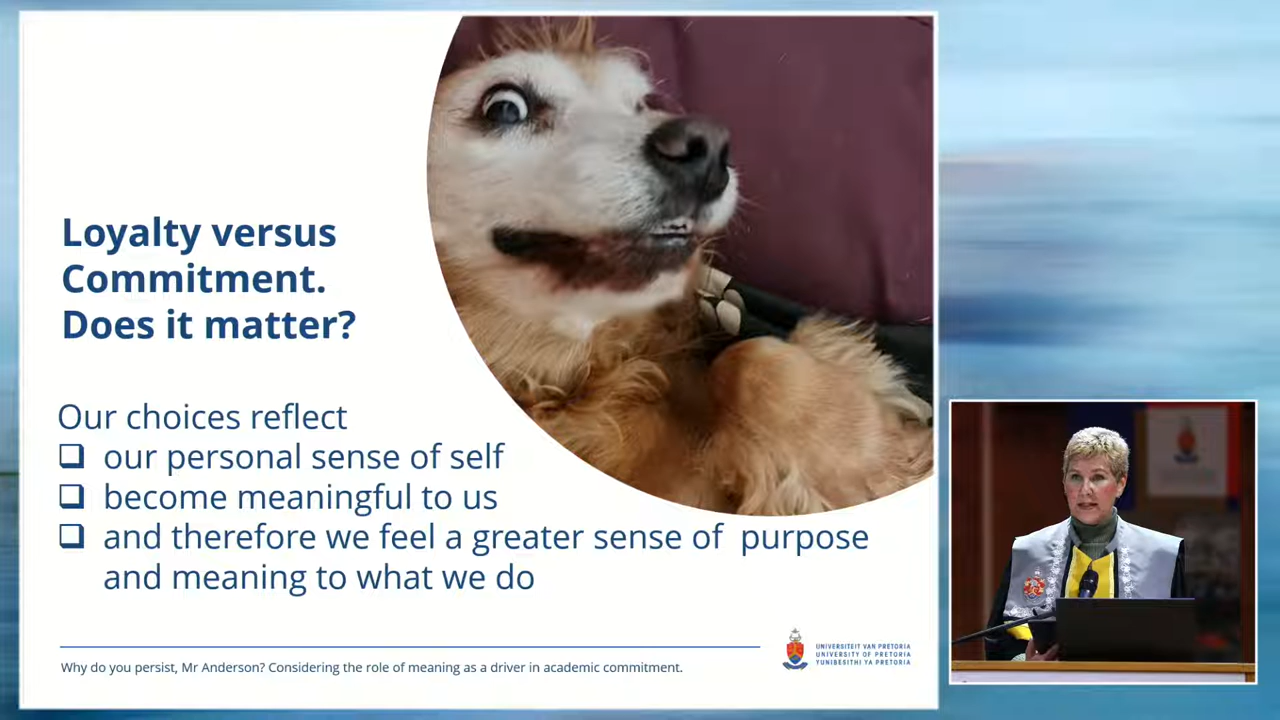 Loyalty versus
Commitment.
Does it matter?
Our choices reflect
❑ our personal sense of self
❑ become meaningful to us
❑ and therefore we feel a greater sense of purpose
and meaning to what we do
Why do you persist, Mr Anderson? Considering the role of meaning as a driver in academic commitment.
UNIVERSITEIT VAN PRETORIA
UNIVERSITY OF PRETORIA
YUNIBESITHI YA PRETORIA